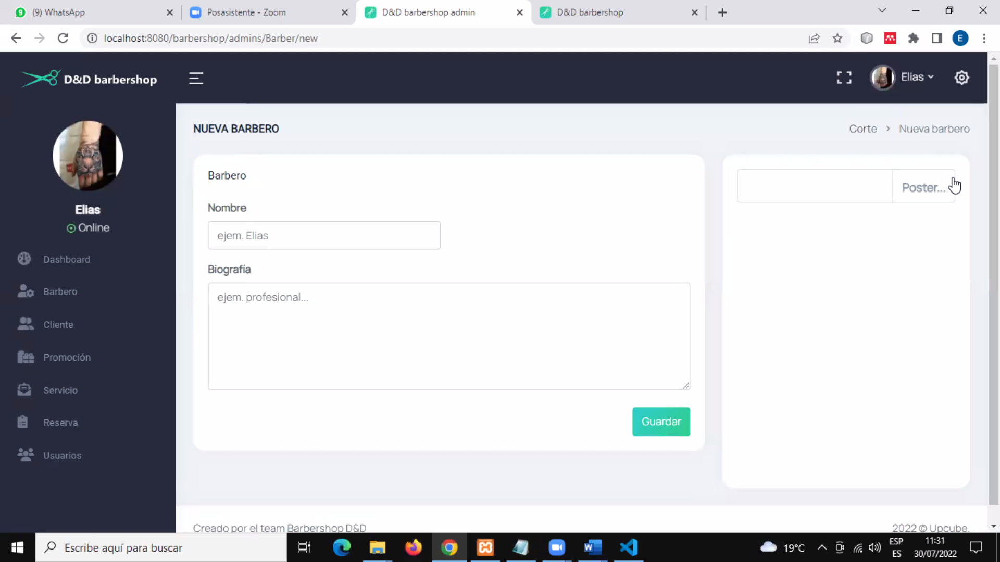 (9) WhatsApp
Posasistente - Zoom
D&D barbershop admin
D&D barbershop
localhost:8080/barbershop/admins/Barber/new
E
D&D barbershop
Elias
Elias
Online
Dashboard
Barbero
Cliente
Promoción
Servicio
Reserva
Usuarios
NUEVA BARBERO
Corte > Nueva barbero
Barbero
Nombre
ejem. Elias
Biografía
ejem. profesional...
Guardar
Poster...
Creado por el team Barbershop D&D
2022 © Upcube.
Escribe aquí para buscar
19°C
ESP
ES
11:31
30/07/2022